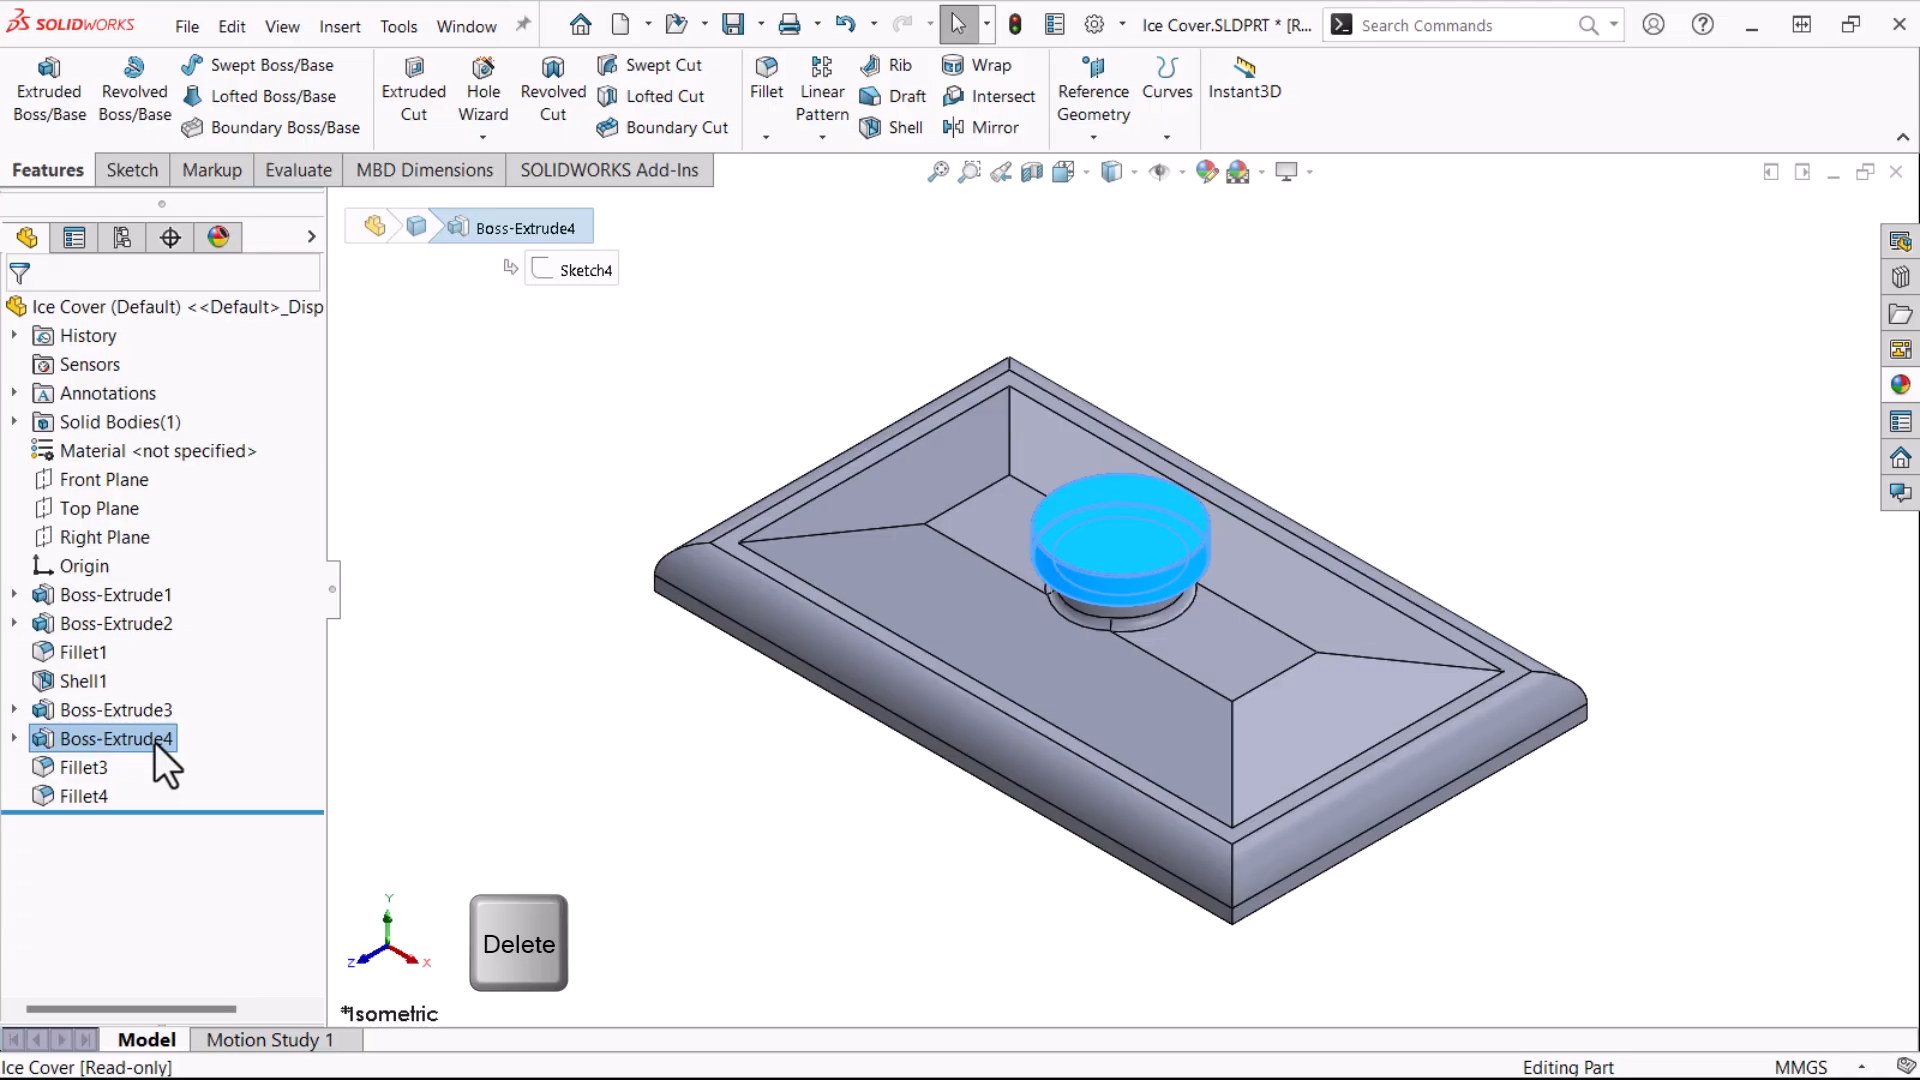 SOLIDWORKS
File Edit View Insert Tools Window
Ice Cover.SLDPRT * [R...
Search Commands
Extruded Boss/Base
Revolved Boss/Base
Swept Boss/Base
Lofted Boss/Base
Boundary Boss/Base
Extruded Cut
Hole Wizard
Revolved Cut
Swept Cut
Lofted Cut
Boundary Cut
Fillet
Linear Pattern
Rib
Draft
Shell
Wrap
Intersect
Mirror
Reference Geometry
Curves
Instant3D
Features Sketch Markup Evaluate MBD Dimensions SOLIDWORKS Add-Ins
Boss-Extrude4
Sketch4
Ice Cover (Default) <<Default>_Disp
History
Sensors
Annotations
Solid Bodies(1)
Material <not specified>
Front Plane
Top Plane
Right Plane
Origin
Boss-Extrude1
Boss-Extrude2
Fillet1
Shell1
Boss-Extrude3
Boss-Extrude4
Fillet3
Fillet4
Y
Z
X
Delete
*Isometric
Model Motion Study 1
Ice Cover [Read-only]
Editing Part
MMGS